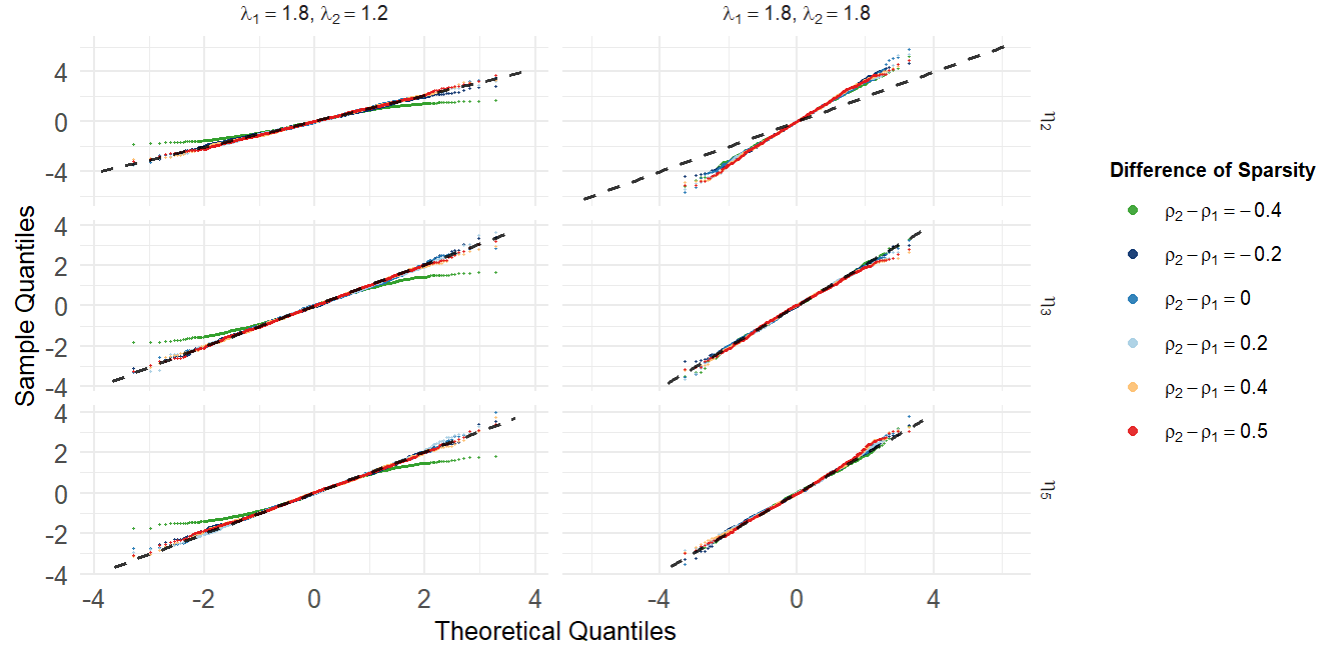 λ₁ = 1.8, λ₂ = 1.2
λ₁ = 1.8, λ₂ = 1.8
4
0
-4
η₂
4
2
0
-2
-4
η₃
4
2
0
-2
-4
η₅
-4 -2 0 2 4
-4 0 4
Sample Quantiles
Theoretical Quantiles
Difference of Sparsity
ρ₂ − ρ₁ = −0.4
ρ₂ − ρ₁ = −0.2
ρ₂ − ρ₁ = 0
ρ₂ − ρ₁ = 0.2
ρ₂ − ρ₁ = 0.4
ρ₂ − ρ₁ = 0.5